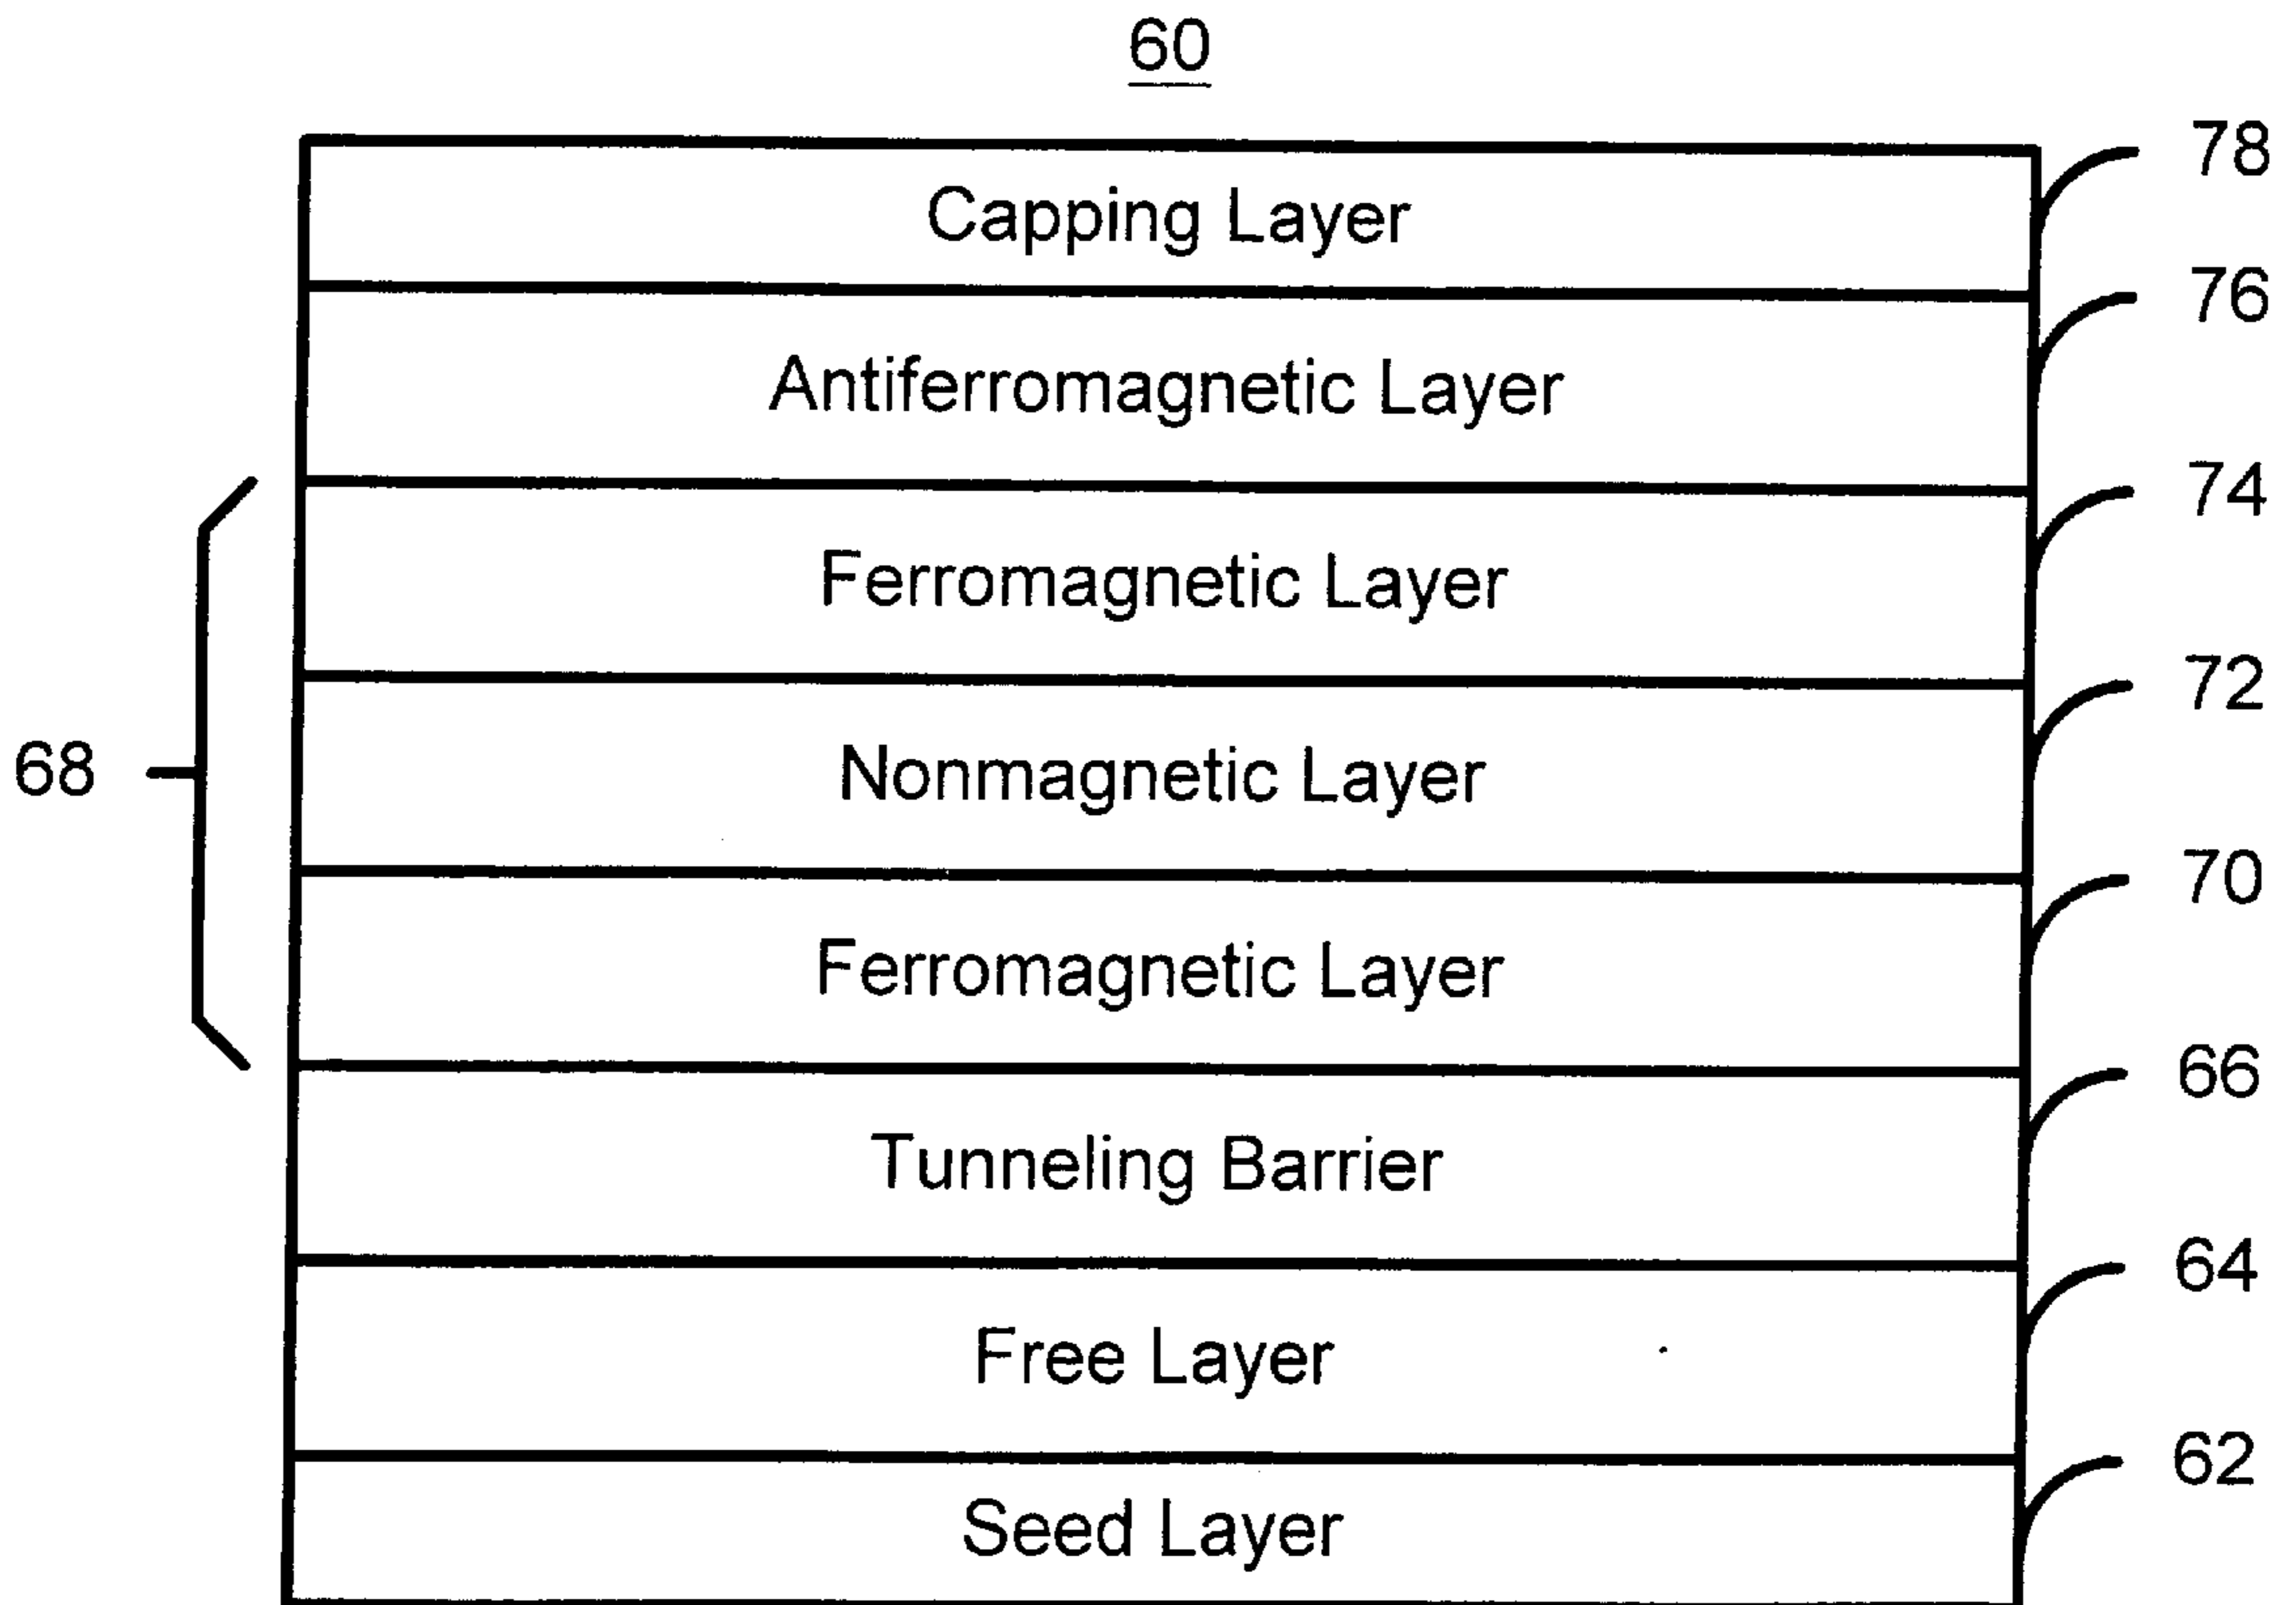 60
Capping Layer 78
Antiferromagnetic Layer 76
Ferromagnetic Layer 74
68 Nonmagnetic Layer 72
Ferromagnetic Layer 70
Tunneling Barrier 66
Free Layer 64
Seed Layer 62